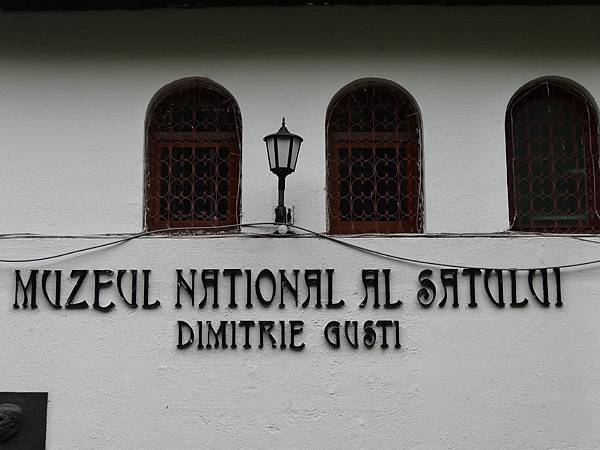 MUZEUL NATIONAL AL SATULUI
DIMITRIE GUSTI